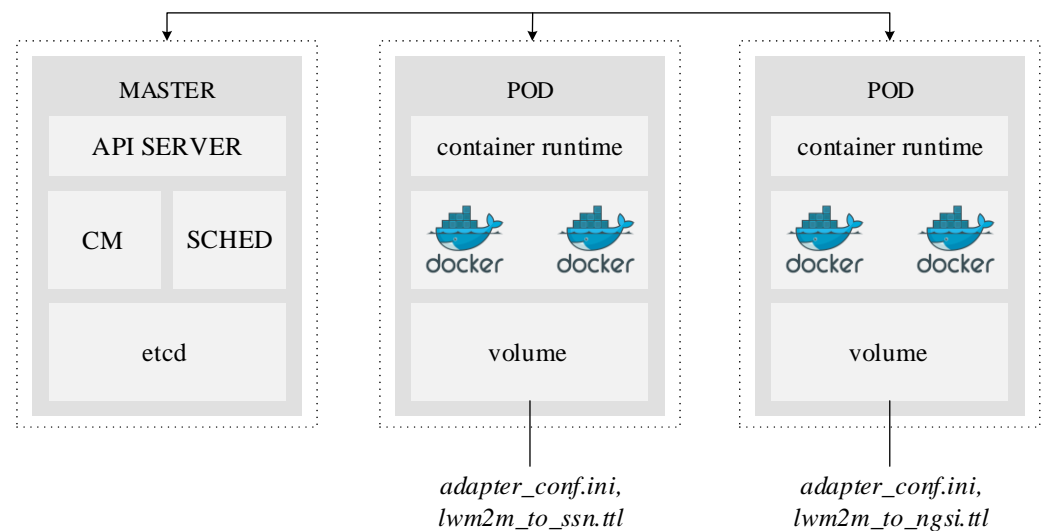 MASTER
API SERVER
CM
SCHED
etcd
POD
container runtime
docker
docker
volume
adapter_conf.ini,
lwm2m_to_ssn.ttl
POD
container runtime
docker
docker
volume
adapter_conf.ini,
lwm2m_to_ngsi.ttl